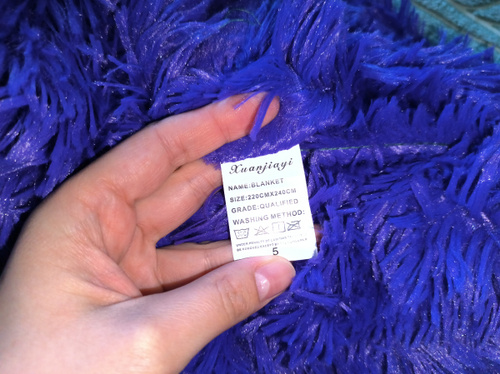 Xuanjiayi
NAME:BLANKET
SIZE:220CMX240CM
GRADE:QUALIFIED
WASHING METHOD:
5